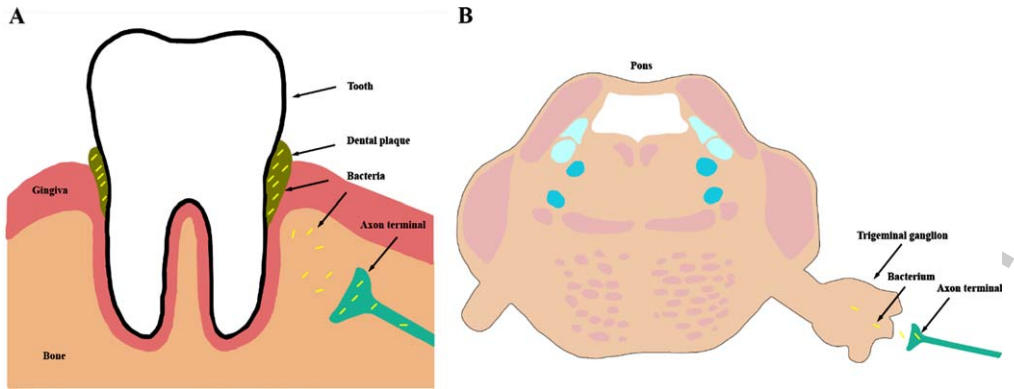 A
Tooth
Dental plaque
Bacteria
Gingiva
Axon terminal
Bone
B
Pons
Trigeminal ganglion
Bacterium
Axon terminal